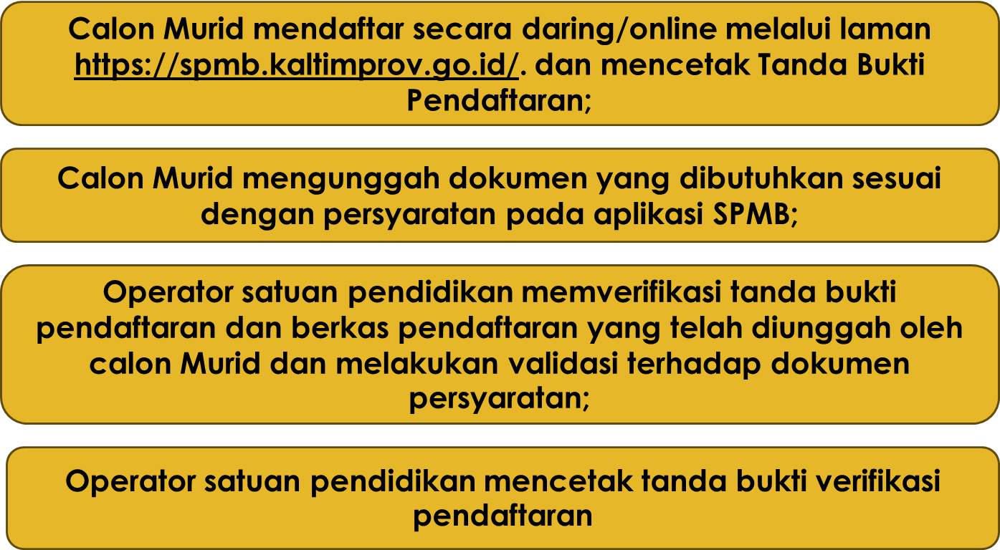 Calon Murid mendaftar secara daring/online melalui laman
https://spmb.kaltimprov.go.id/. dan mencetak Tanda Bukti
Pendaftaran;
Calon Murid mengunggah dokumen yang dibutuhkan sesuai
dengan persyaratan pada aplikasi SPMB;
Operator satuan pendidikan memverifikasi tanda bukti
pendaftaran dan berkas pendaftaran yang telah diunggah oleh
calon Murid dan melakukan validasi terhadap dokumen
persyaratan;
Operator satuan pendidikan mencetak tanda bukti verifikasi
pendaftaran